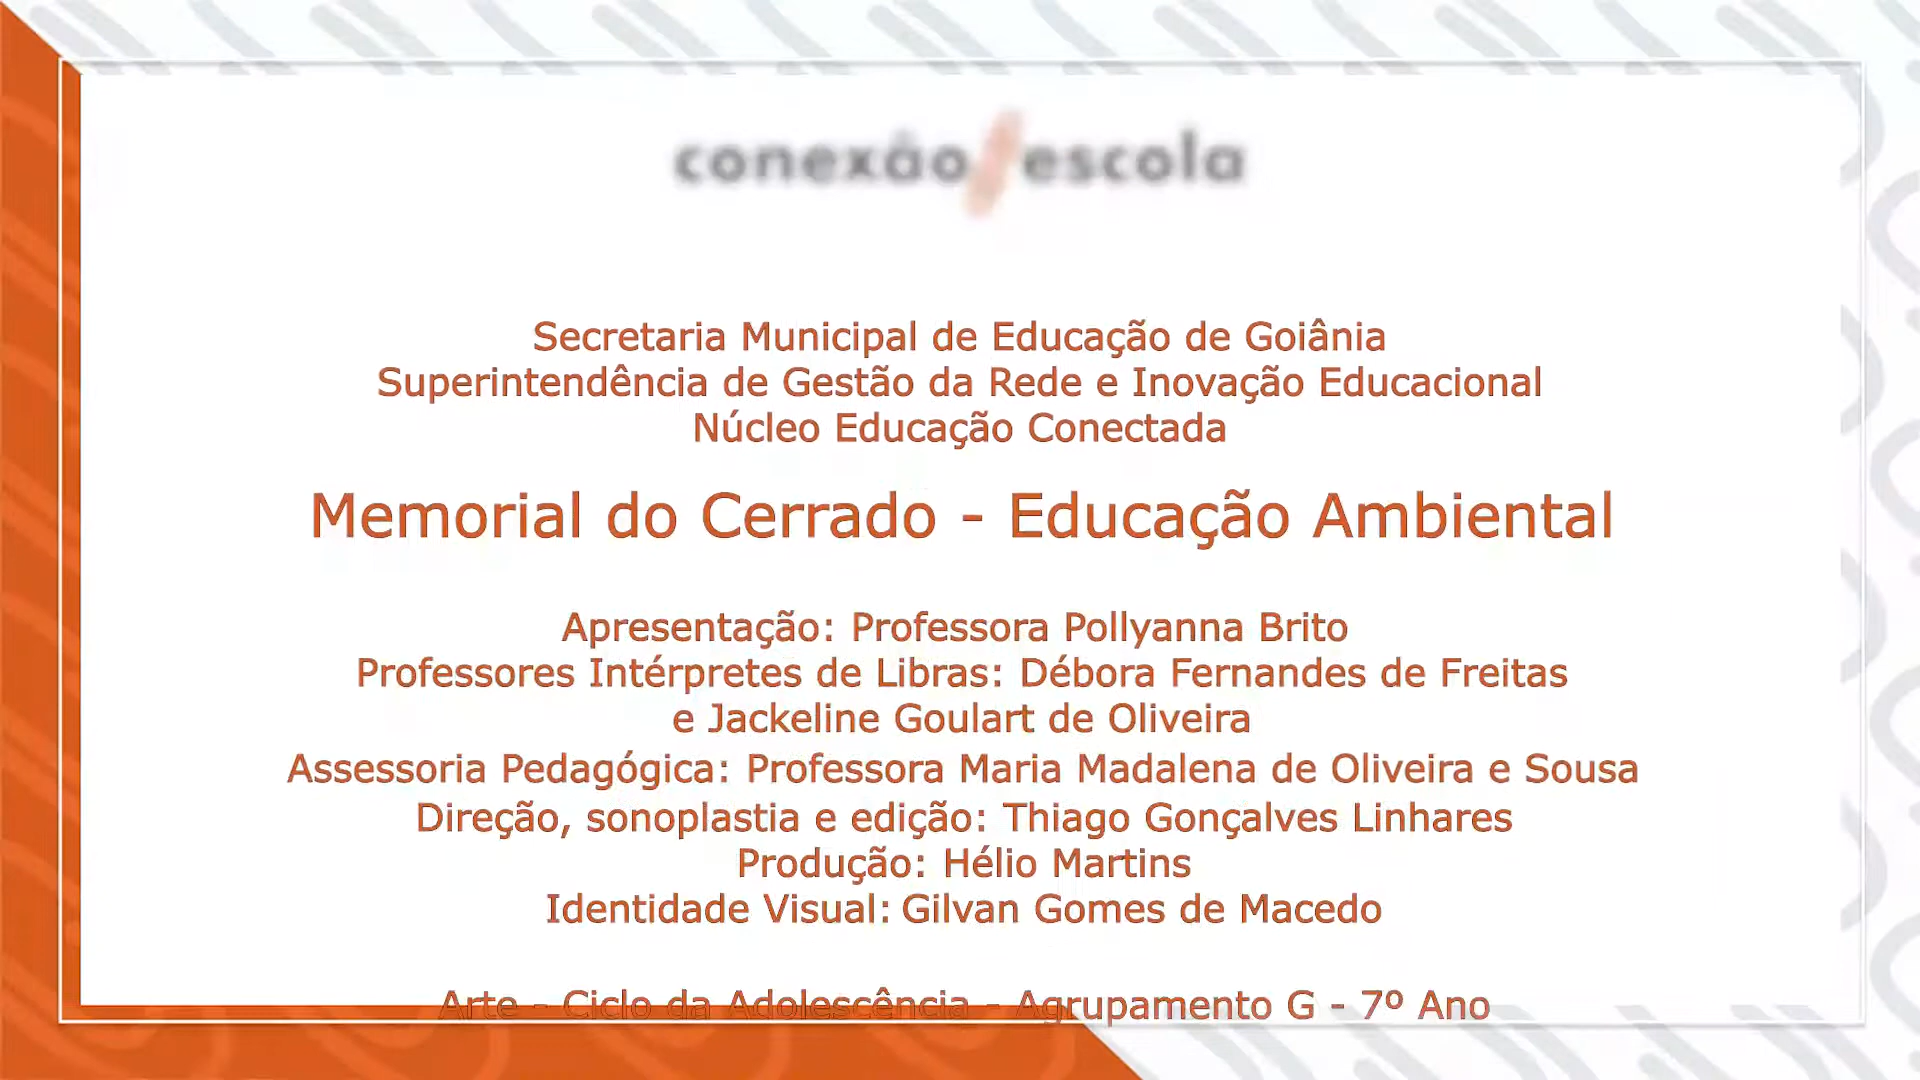 conexão/escola
Secretaria Municipal de Educação de Goiânia
Superintendência de Gestão da Rede e Inovação Educacional
Núcleo Educação Conectada
Memorial do Cerrado - Educação Ambiental
Apresentação: Professora Pollyanna Brito
Professores Intérpretes de Libras: Débora Fernandes de Freitas
e Jackeline Goulart de Oliveira
Assessoria Pedagógica: Professora Maria Madalena de Oliveira e Sousa
Direção, sonoplastia e edição: Thiago Gonçalves Linhares
Produção: Hélio Martins
Identidade Visual: Gilvan Gomes de Macedo
Arte - Ciclo da Adolescência - Agrupamento G - 7º Ano